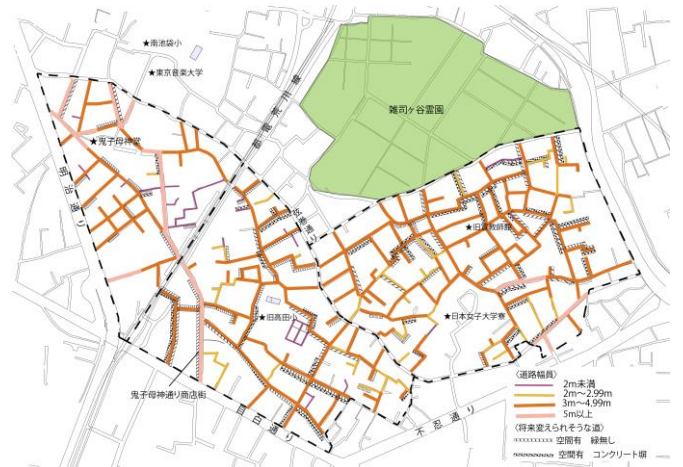 ★南池袋小
★東京音楽大学
都電荒川線
雑司ヶ谷霊園
★鬼子母神堂
明治通り
弦巻通り
★旧宣教師館
★旧高田小
★日本女子大学寮
鬼子母神通り商店街
目白通り
不忍通り
〈道路幅員〉
2m未満
2m〜2.99m
3m〜4.99m
5m以上
〈将来変えられそうな道〉
空間有 緑無し
空間有 コンクリート塀